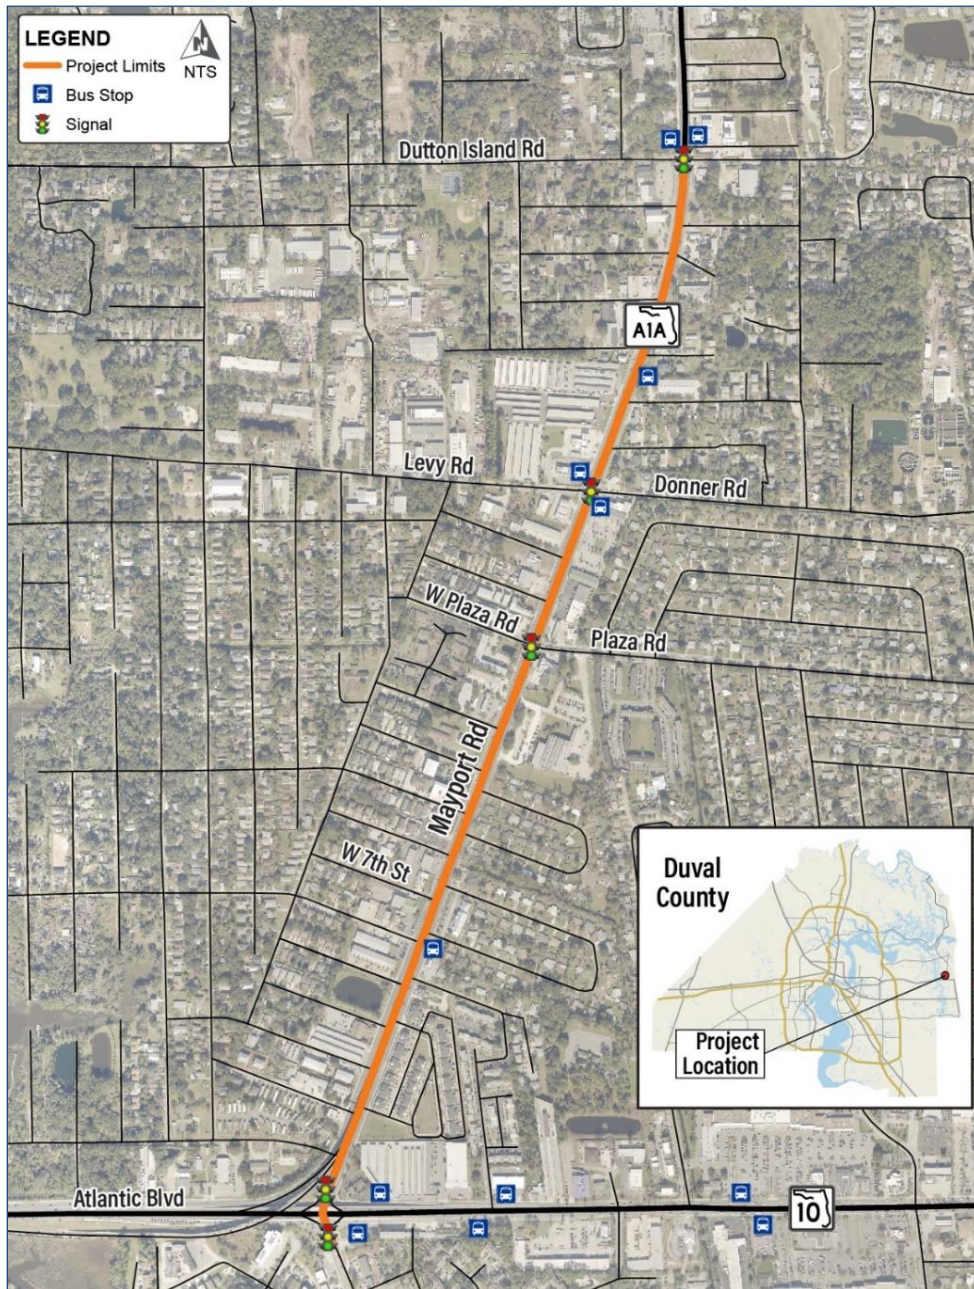 LEGEND
N
NTS
Project Limits
Bus Stop
Signal
Dutton Island Rd
A1A
Levy Rd
Donner Rd
W Plaza Rd
Plaza Rd
Mayport Rd
W 7th St
Duval
County
Project
Location
Atlantic Blvd
10